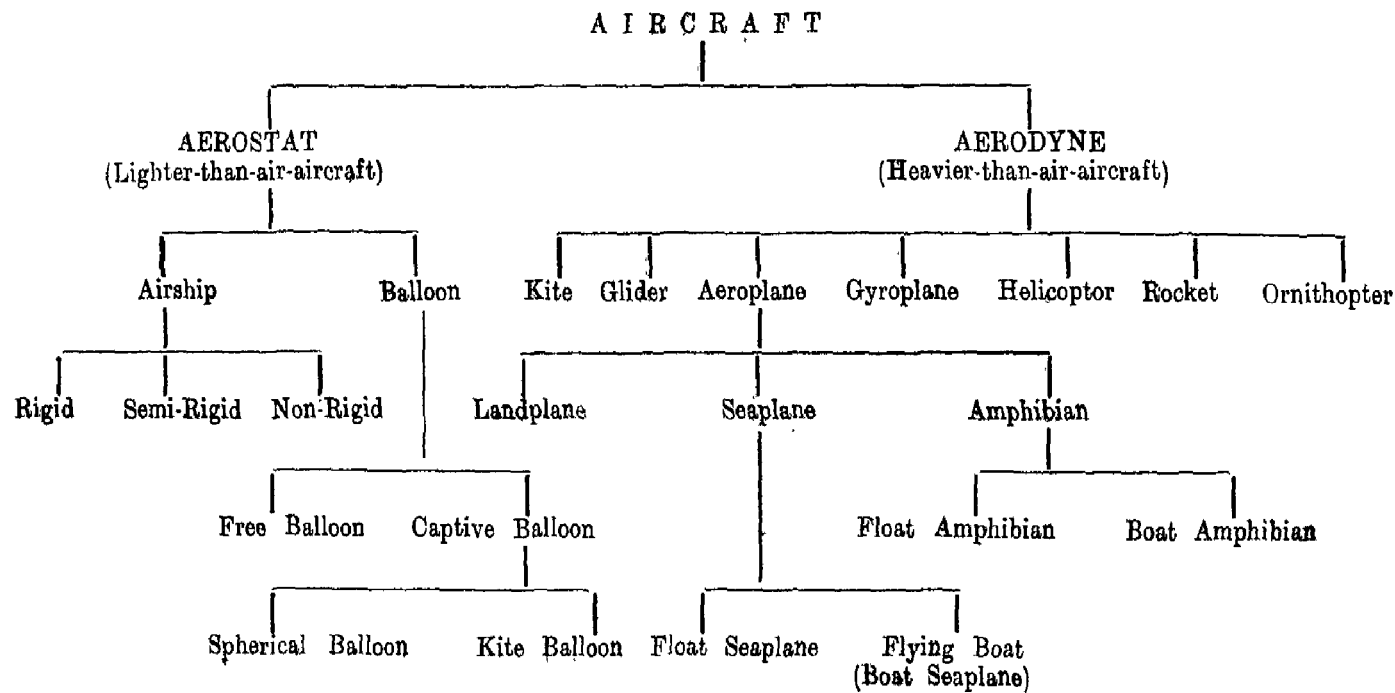 AIRCRAFT
AEROSTAT AERODYNE
(Lighter-than-air-aircraft) (Heavier-than-air-aircraft)
Airship Balloon Kite Glider Aeroplane Gyroplane Helicoptor Rocket Ornithopter
Rigid Semi-Rigid Non-Rigid Landplane Seaplane Amphibian
Free Balloon Captive Balloon Float Amphibian Boat Amphibian
Spherical Balloon Kite Balloon Float Seaplane Flying Boat
(Boat Seaplane)